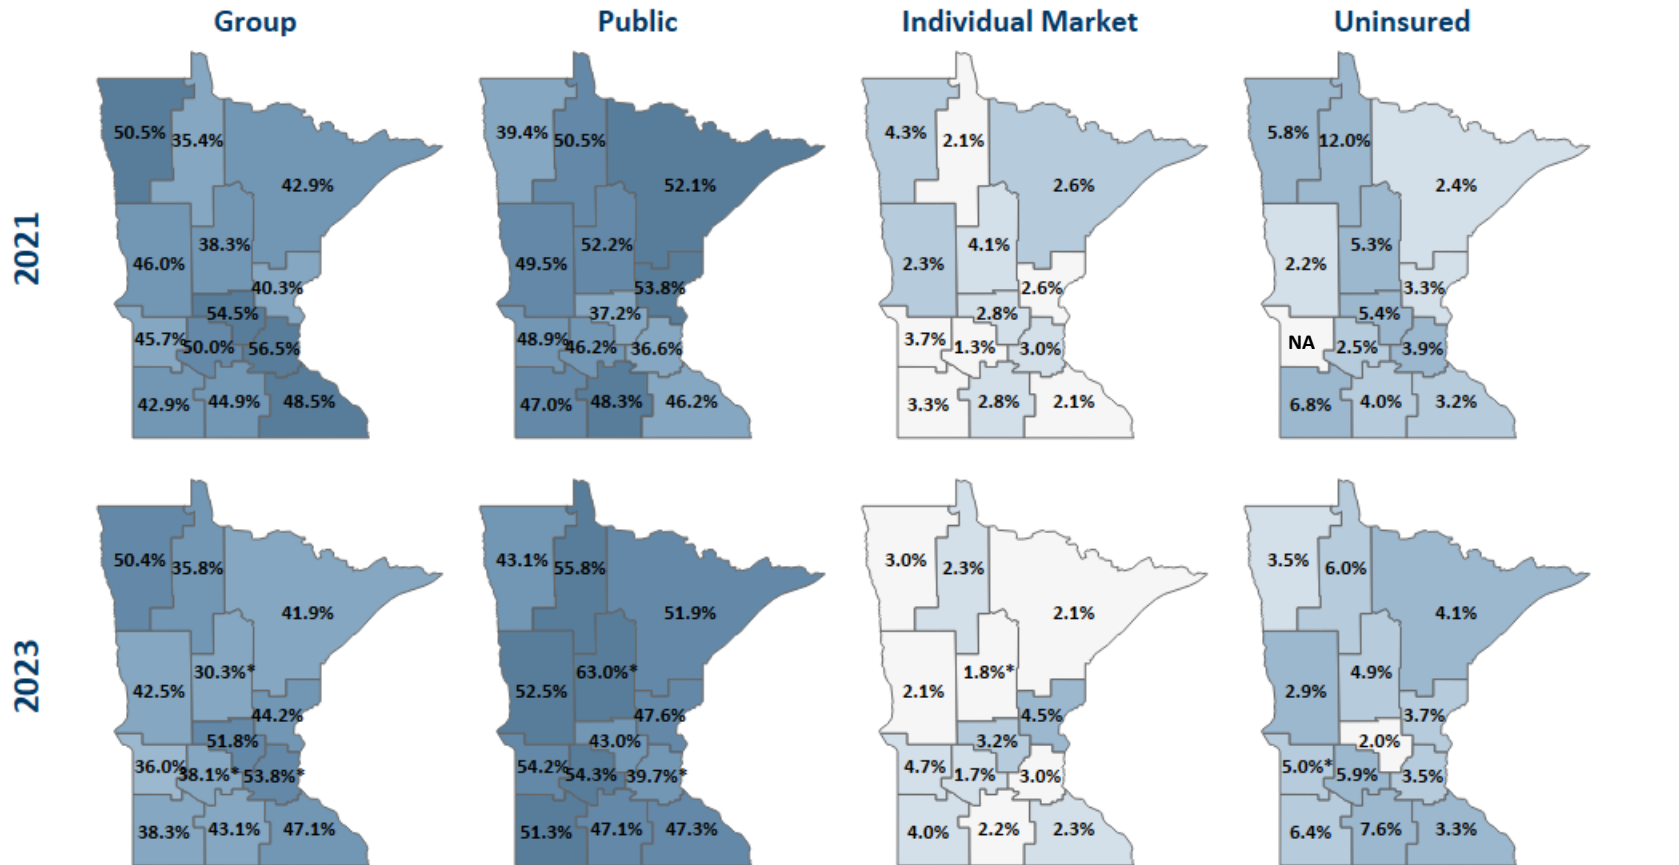 Group Public Individual Market Uninsured
2021
50.5% 35.4% 42.9% 46.0% 38.3% 40.3% 54.5% 45.7% 50.0% 56.5% 42.9% 44.9% 48.5%
39.4% 50.5% 52.1% 49.5% 52.2% 53.8% 37.2% 48.9% 46.2% 36.6% 47.0% 48.3% 46.2%
4.3% 2.1% 2.6% 2.3% 4.1% 2.6% 2.8% 3.7% 1.3% 3.0% 3.3% 2.8% 2.1%
5.8% 12.0% 2.4% 2.2% 5.3% 3.3% 5.4% NA 2.5% 3.9% 6.8% 4.0% 3.2%
2023
50.4% 35.8% 41.9% 42.5% 30.3%* 44.2% 51.8% 36.0% 38.1%* 53.8%* 38.3% 43.1% 47.1%
43.1% 55.8% 51.9% 52.5% 63.0%* 47.6% 43.0% 54.2% 54.3% 39.7%* 51.3% 47.1% 47.3%
3.0% 2.3% 2.1% 2.1% 1.8%* 4.5% 3.2% 4.7% 1.7% 3.0% 4.0% 2.2% 2.3%
3.5% 6.0% 4.1% 2.9% 4.9% 3.7% 2.0% 5.0%* 5.9% 3.5% 6.4% 7.6% 3.3%